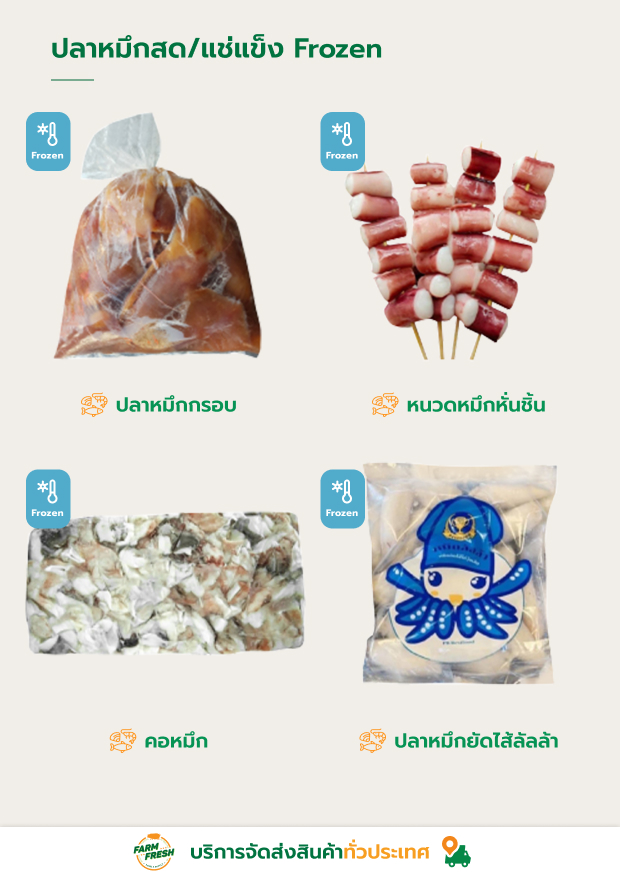 ปลาหมึกสด/แช่แข็ง Frozen
Frozen
Frozen
ปลาหมึกกรอบ
หนวดหมึกหั่นชิ้น
Frozen
Frozen
คอหมึก
ปลาหมึกยัดไส้ลัลล้า
FARM
FRESH
บริการจัดส่งสินค้าทั่วประเทศ